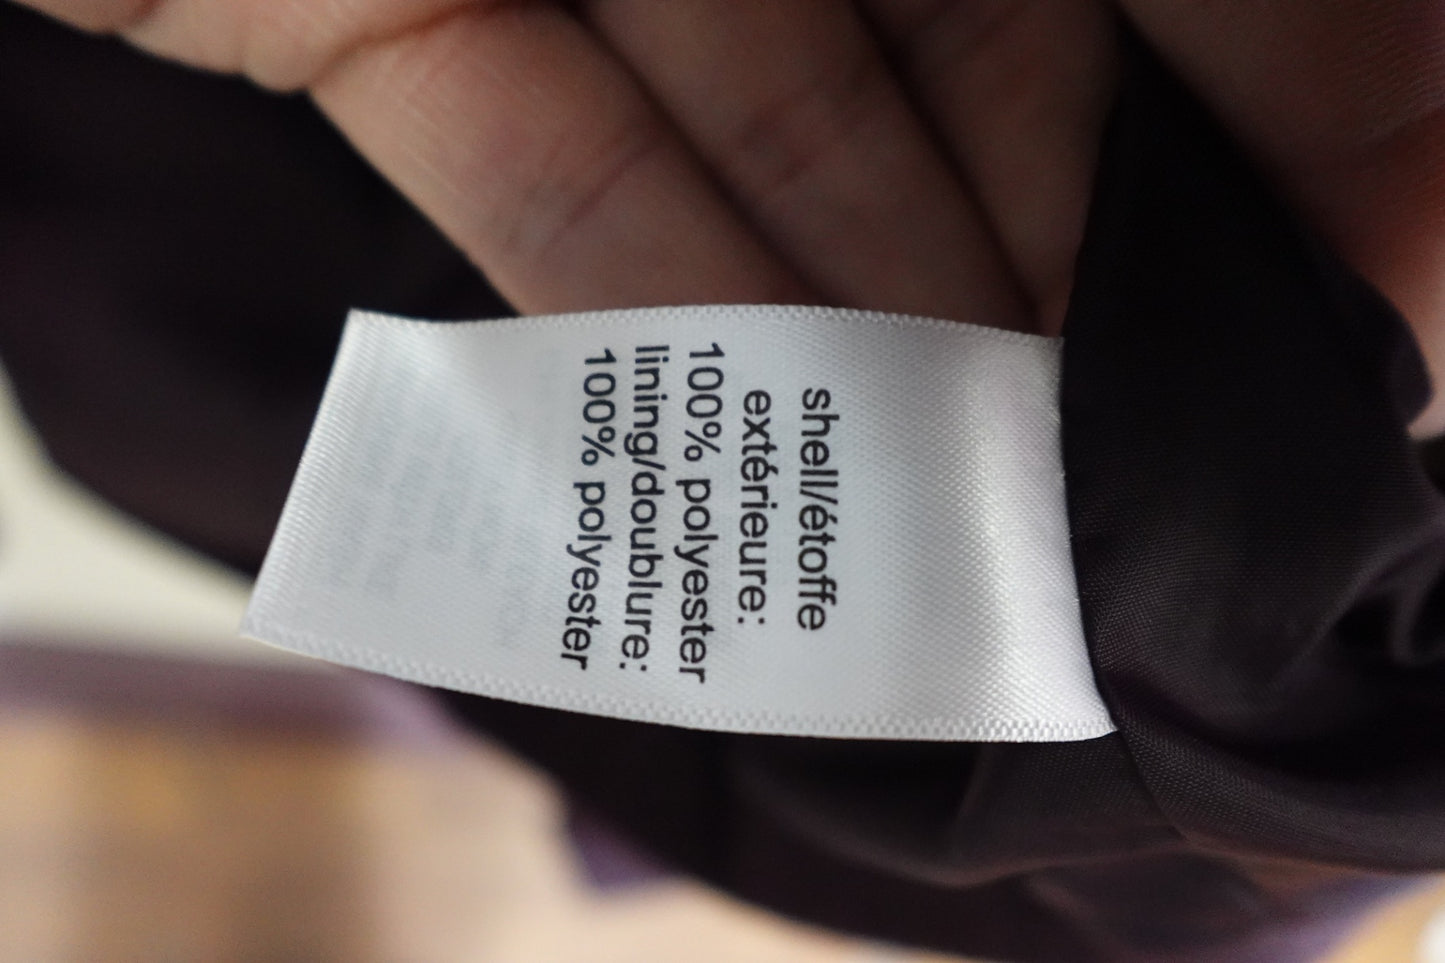 shell/étoffe
extérieure:
100% polyester
lining/doublure:
100% polyester